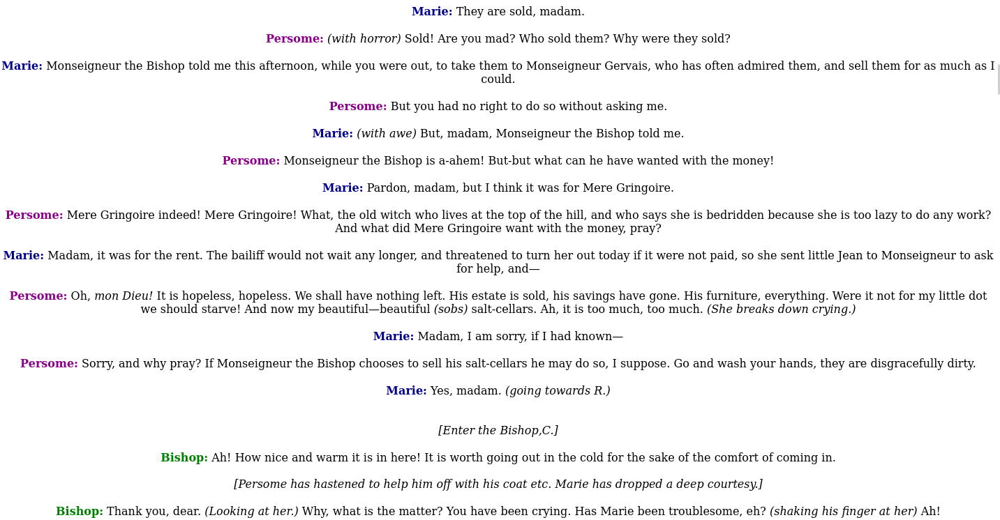 Marie: They are sold, madam.
Persome: (with horror) Sold! Are you mad? Who sold them? Why were they sold?
Marie: Monseigneur the Bishop told me this afternoon, while you were out, to take them to Monseigneur Gervais, who has often admired them, and sell them for as much as I
could.
Persome: But you had no right to do so without asking me.
Marie: (with awe) But, madam, Monseigneur the Bishop told me.
Persome: Monseigneur the Bishop is a-ahem! But-but what can he have wanted with the money!
Marie: Pardon, madam, but I think it was for Mere Gringoire.
Persome: Mere Gringoire indeed! Mere Gringoire! What, the old witch who lives at the top of the hill, and who says she is bedridden because she is too lazy to do any work?
And what did Mere Gringoire want with the money, pray?
Marie: Madam, it was for the rent. The bailiff would not wait any longer, and threatened to turn her out today if it were not paid, so she sent little Jean to Monseigneur to ask
for help, and—
Persome: Oh, mon Dieu! It is hopeless, hopeless. We shall have nothing left. His estate is sold, his savings have gone. His furniture, everything. Were it not for my little dot
we should starve! And now my beautiful—beautiful (sobs) salt-cellars. Ah, it is too much, too much. (She breaks down crying.)
Marie: Madam, I am sorry, if I had known—
Persome: Sorry, and why pray? If Monseigneur the Bishop chooses to sell his salt-cellars he may do so, I suppose. Go and wash your hands, they are disgracefully dirty.
Marie: Yes, madam. (going towards R.)
[Enter the Bishop,C.]
Bishop: Ah! How nice and warm it is in here! It is worth going out in the cold for the sake of the comfort of coming in.
[Persome has hastened to help him off with his coat etc. Marie has dropped a deep courtesy.]
Bishop: Thank you, dear. (Looking at her.) Why, what is the matter? You have been crying. Has Marie been troublesome, eh? (shaking his finger at her) Ah!